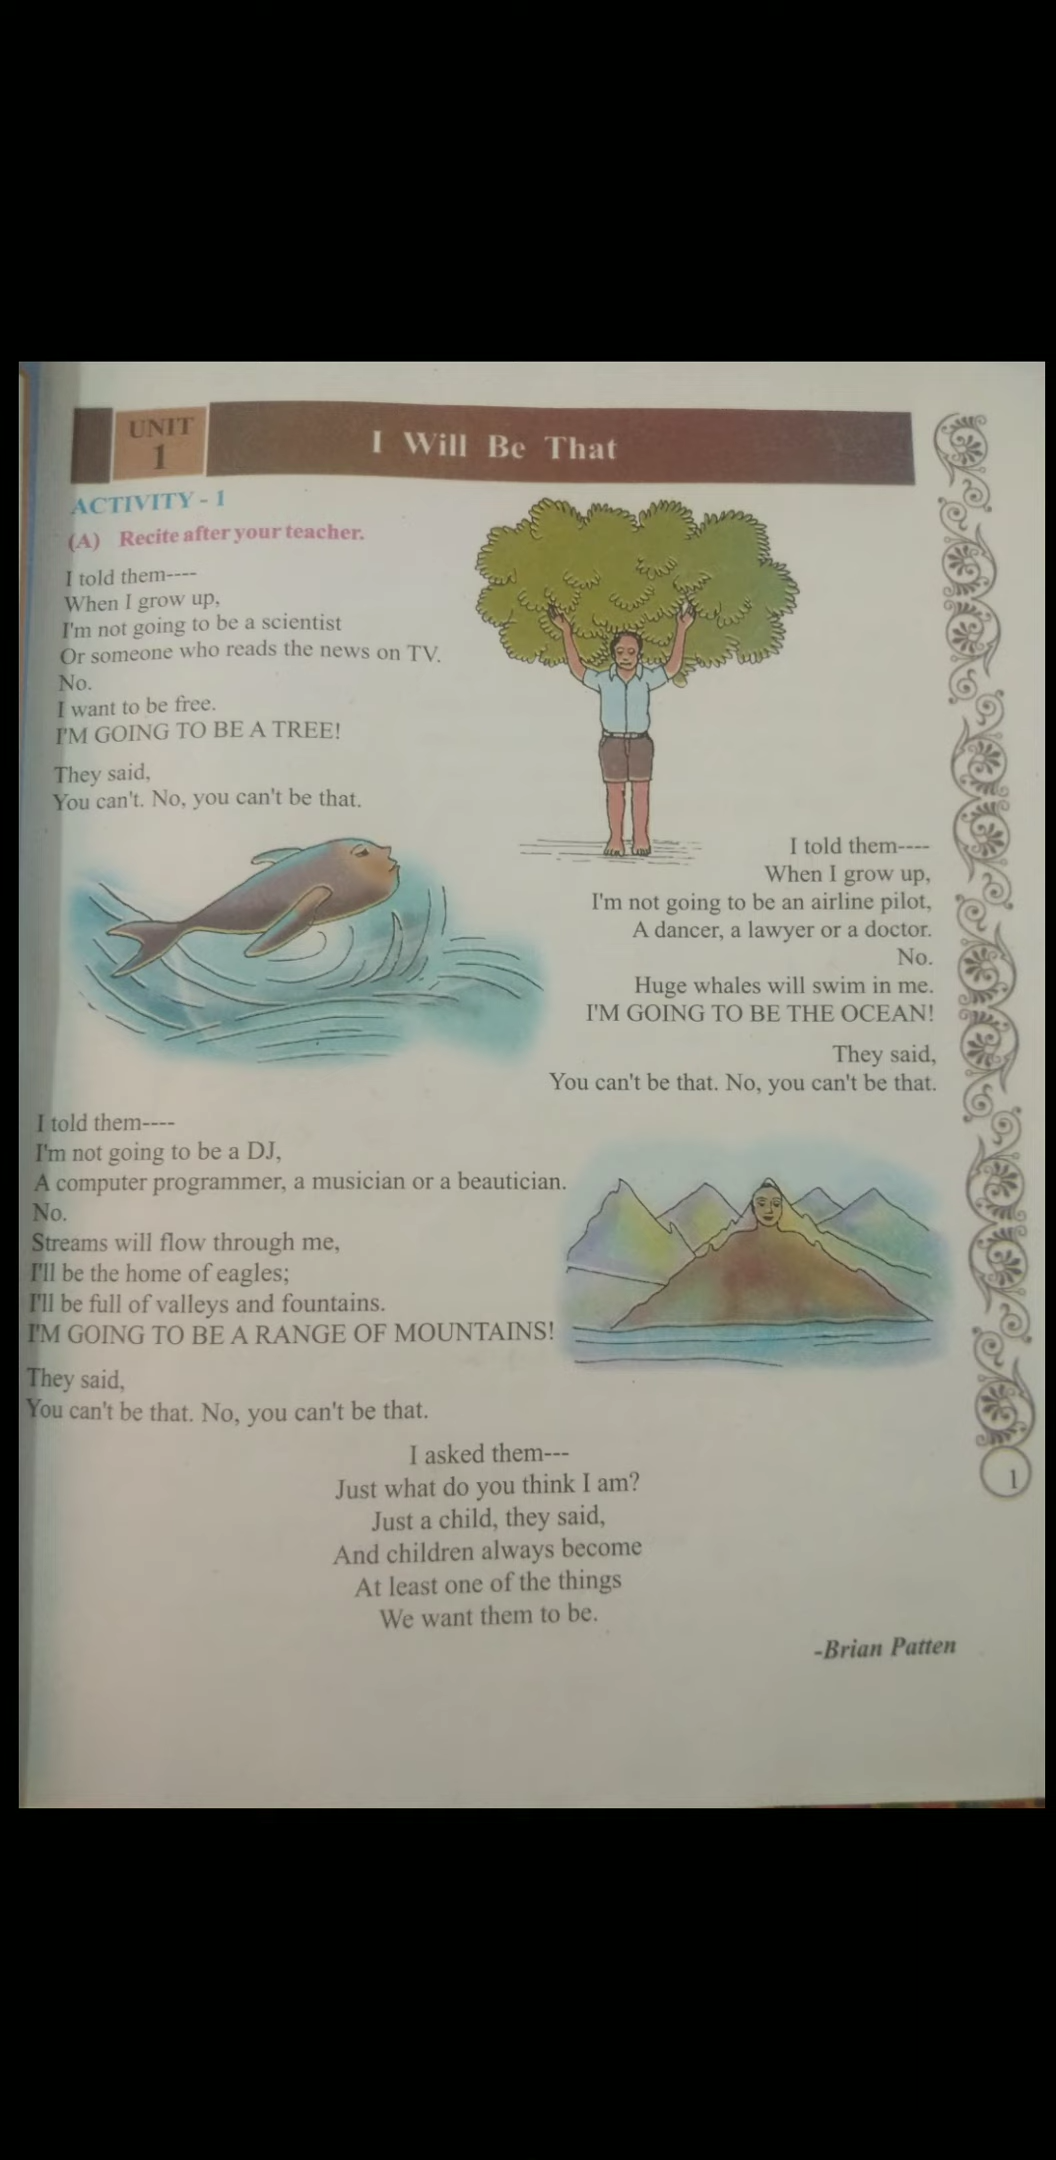 UNIT
1
I Will Be That
ACTIVITY - 1
(A) Recite after your teacher.
I told them----
When I grow up,
I'm not going to be a scientist
Or someone who reads the news on TV.
No.
I want to be free.
I'M GOING TO BE A TREE!
They said,
You can't. No, you can't be that.
I told them----
When I grow up,
I'm not going to be an airline pilot,
A dancer, a lawyer or a doctor.
No.
Huge whales will swim in me.
I'M GOING TO BE THE OCEAN!
They said,
You can't be that. No, you can't be that.
I told them----
I'm not going to be a DJ,
A computer programmer, a musician or a beautician.
No.
Streams will flow through me,
I'll be the home of eagles;
I'll be full of valleys and fountains.
I'M GOING TO BE A RANGE OF MOUNTAINS!
They said,
You can't be that. No, you can't be that.
I asked them---
Just what do you think I am?
Just a child, they said,
And children always become
At least one of the things
We want them to be.
-Brian Patten
1